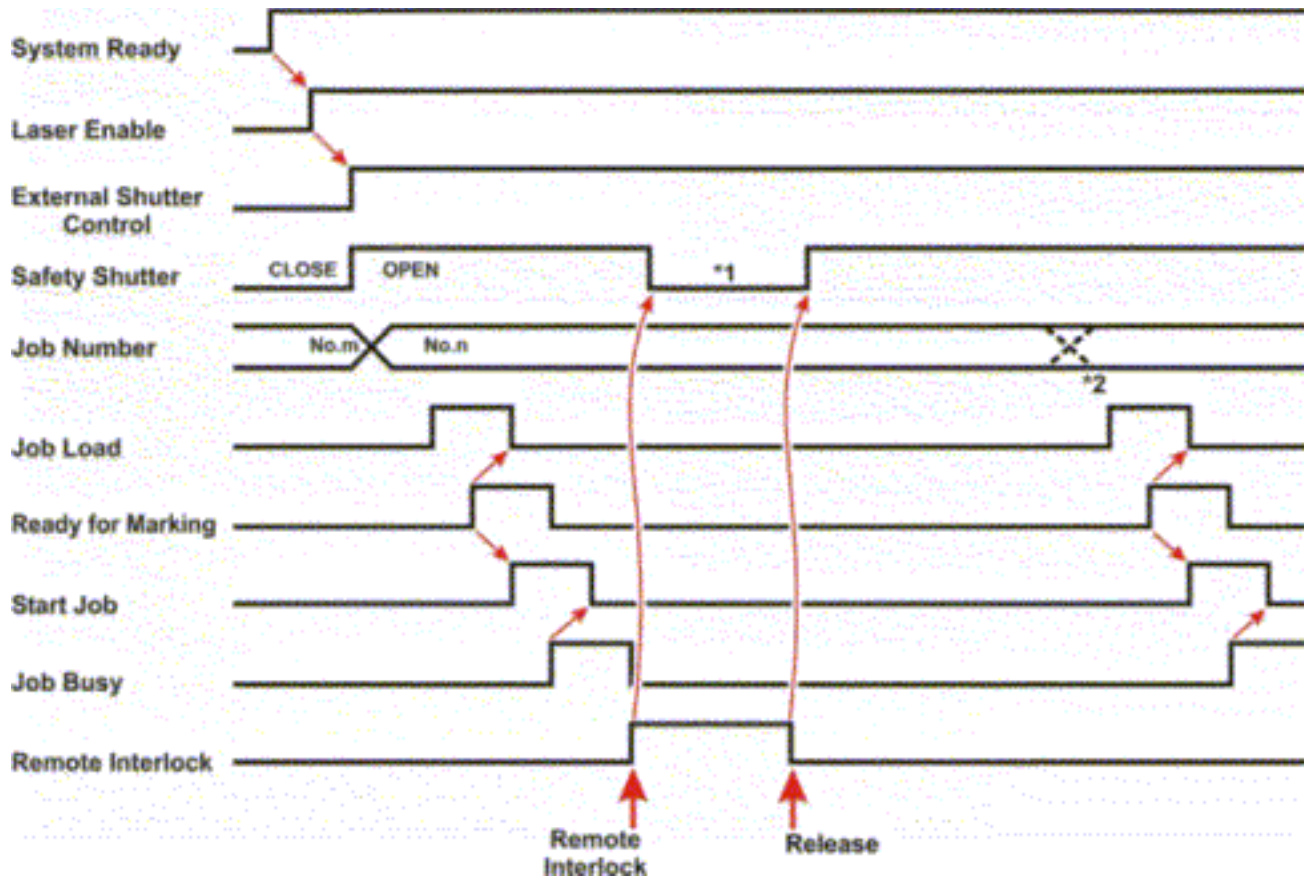 System Ready
Laser Enable
External Shutter
Control
Safety Shutter
CLOSE
OPEN
*1
Job Number
No.m
No.n
*2
Job Load
Ready for Marking
Start Job
Job Busy
Remote Interlock
Remote
Interlock
Release